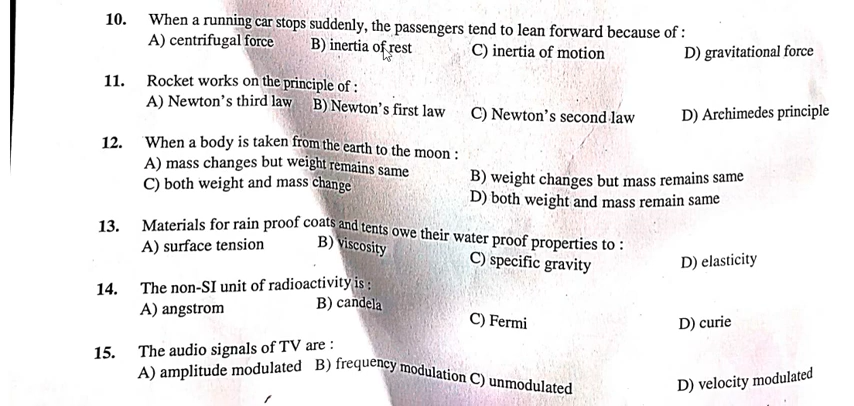 10. When a running car stops suddenly, the passengers tend to lean forward because of :
A) centrifugal force B) inertia of rest C) inertia of motion D) gravitational force
11. Rocket works on the principle of :
A) Newton's third law B) Newton's first law C) Newton's second law D) Archimedes principle
12. When a body is taken from the earth to the moon :
A) mass changes but weight remains same B) weight changes but mass remains same
C) both weight and mass change D) both weight and mass remain same
13. Materials for rain proof coats and tents owe their water proof properties to :
A) surface tension B) viscosity C) specific gravity D) elasticity
14. The non-SI unit of radioactivity is :
A) angstrom B) candela C) Fermi D) curie
15. The audio signals of TV are :
A) amplitude modulated B) frequency modulation C) unmodulated D) velocity modulated